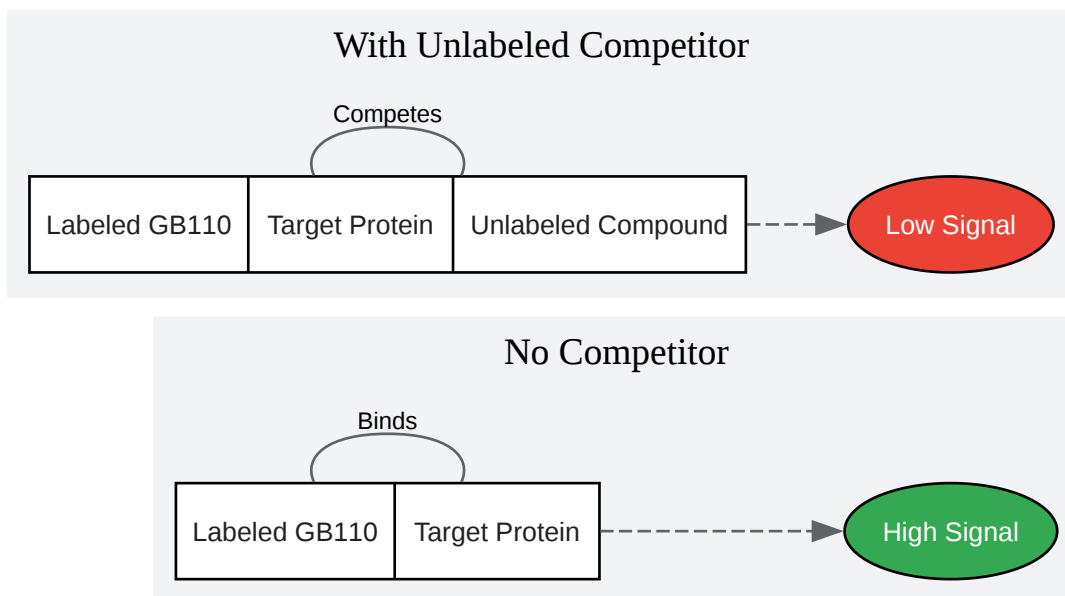 With Unlabeled Competitor
Competes
Labeled GB110
Target Protein
Unlabeled Compound
Low Signal
No Competitor
Binds
Labeled GB110
Target Protein
High Signal